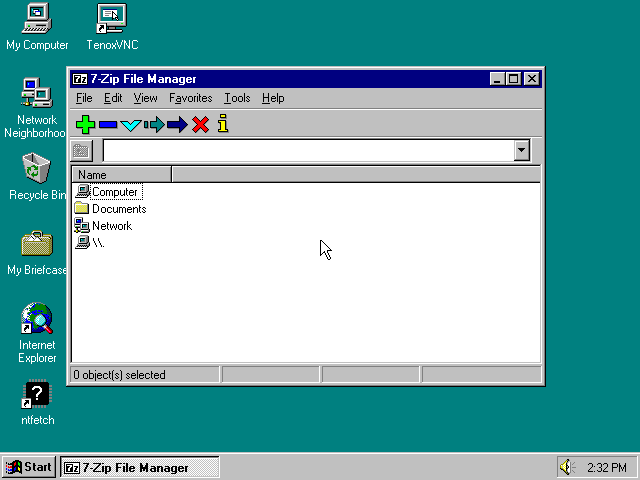 My Computer
TenoxVNC
Network
Neighborhoo
Recycle Bin
My Briefcase
Internet
Explorer
ntfetch
7-Zip File Manager
File Edit View Favorites Tools Help
Name
Computer
Documents
Network
\\.
0 object(s) selected
Start
7-Zip File Manager
2:32 PM